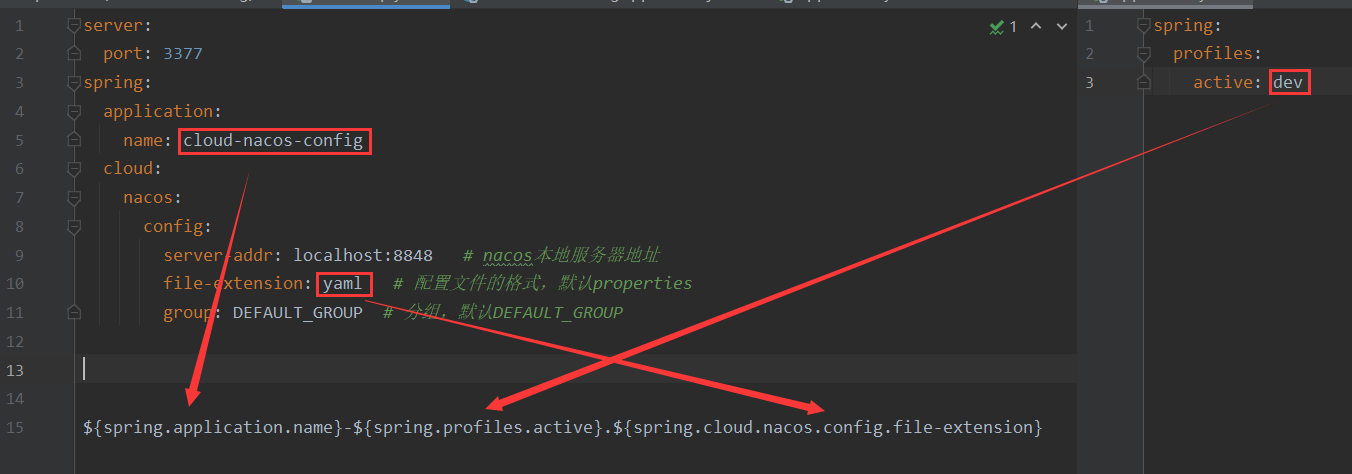 server:
port: 3377
spring:
application:
name: cloud-nacos-config
cloud:
nacos:
config:
server-addr: localhost:8848 # nacos本地服务器地址
file-extension: yaml # 配置文件的格式，默认properties
group: DEFAULT_GROUP # 分组，默认DEFAULT_GROUP
${spring.application.name}-${spring.profiles.active}.${spring.cloud.nacos.config.file-extension}
1
2
3
4
5
6
7
8
9
10
11
12
13
14
15
1
spring:
profiles:
active: dev
1
2
3